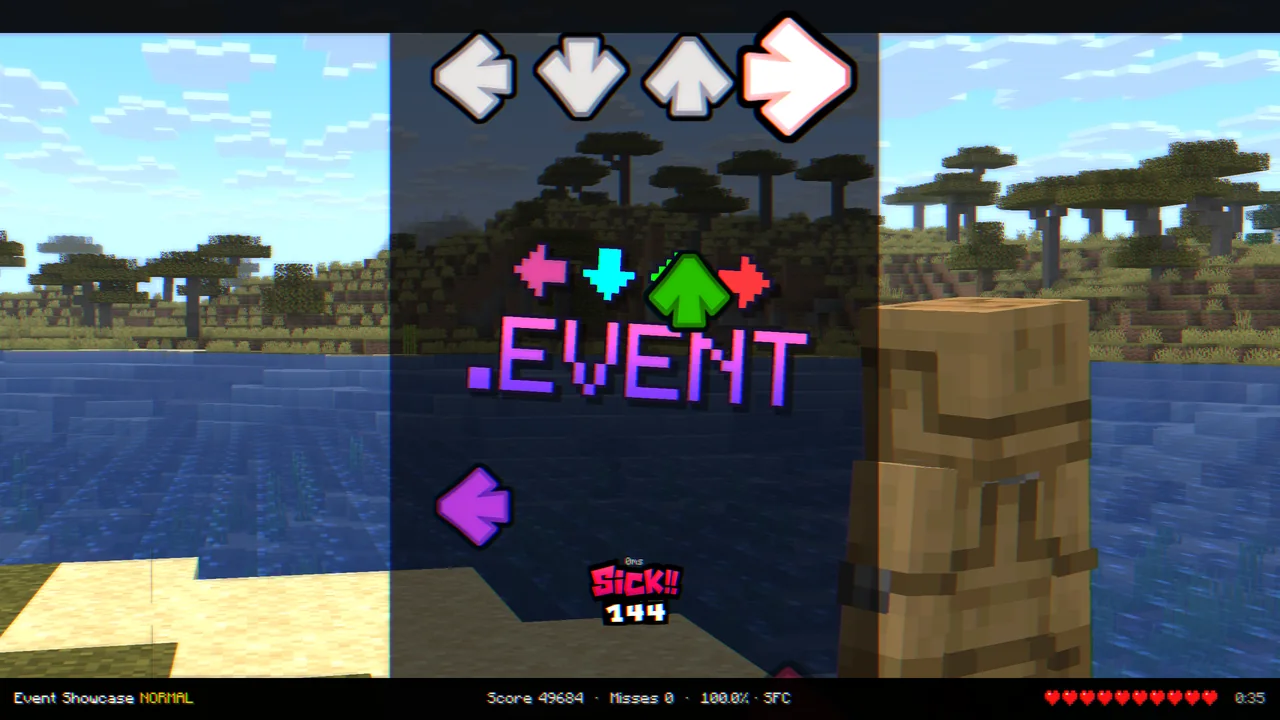 .EVENT
0ms
SiCK!!
144
Event Showcase NORMAL
Score 49684 · Misses 0 · 100.0% · SFC
0:35